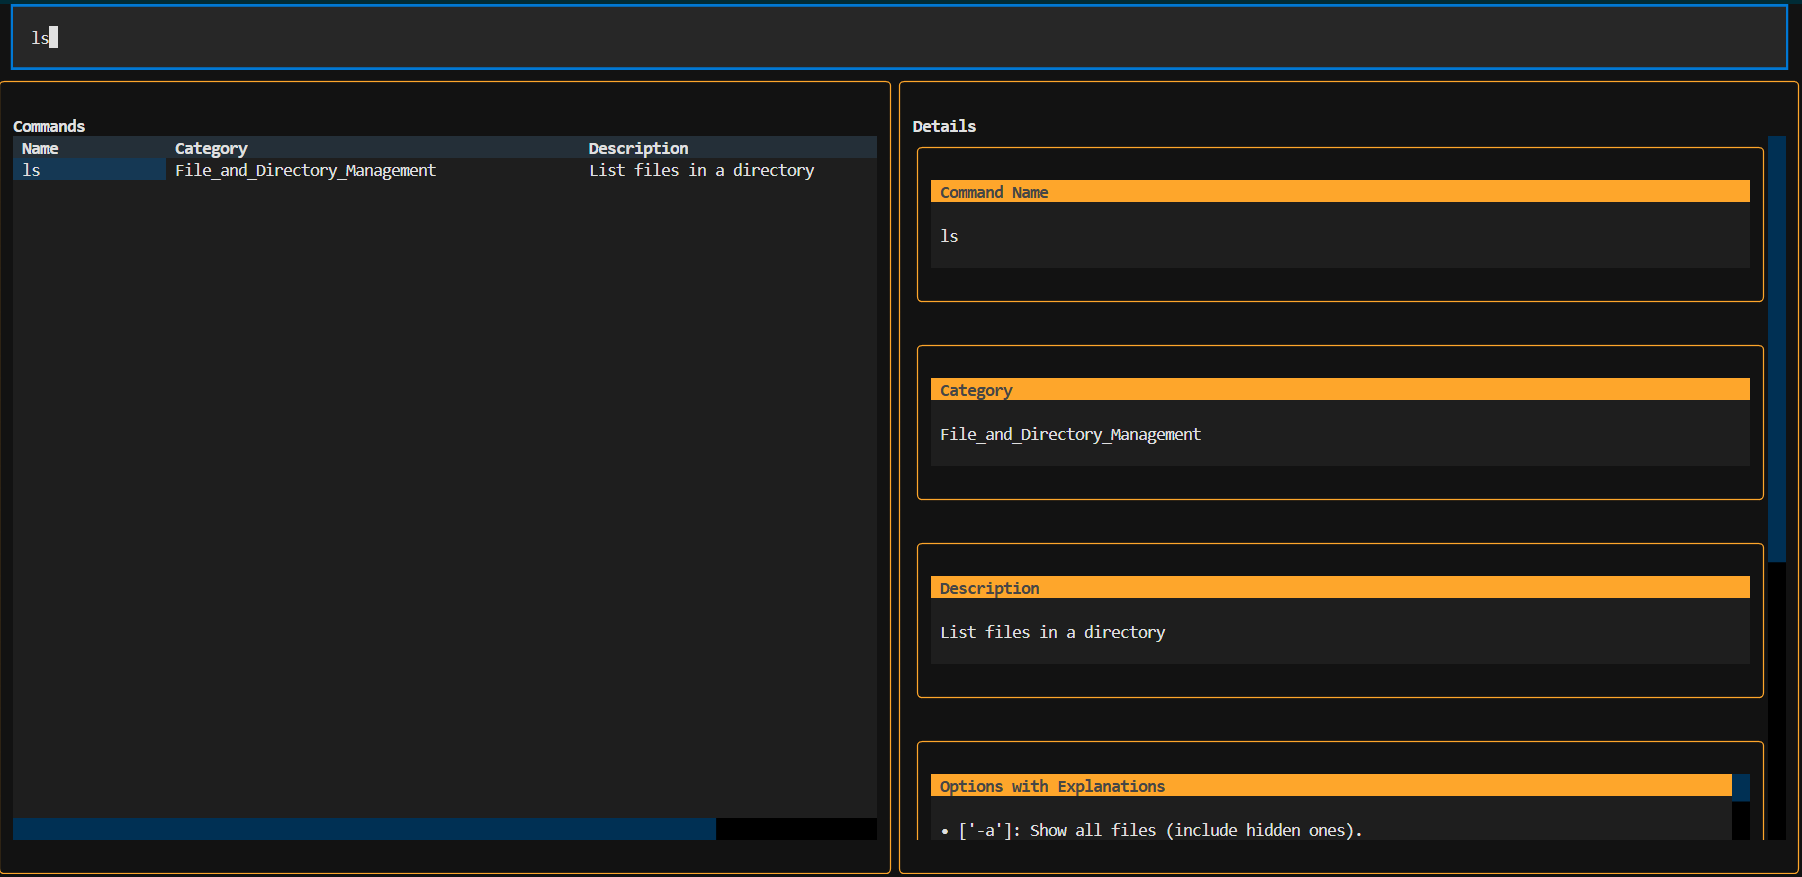 ls
Commands
Name Category Description
ls File_and_Directory_Management List files in a directory
Details
Command Name
ls
Category
File_and_Directory_Management
Description
List files in a directory
Options with Explanations
• ['-a']: Show all files (include hidden ones).